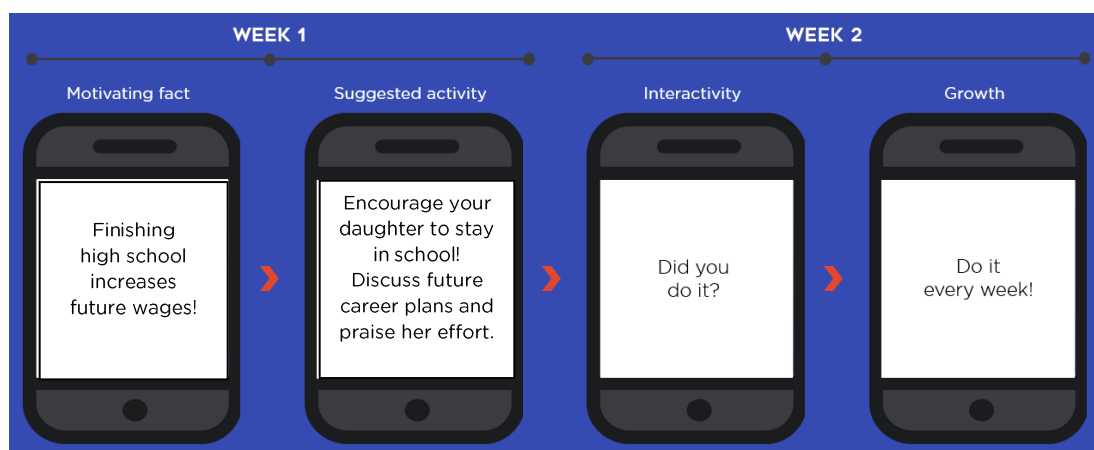 WEEK 1
WEEK 2
Motivating fact
Suggested activity
Interactivity
Growth
Finishing
high school
increases
future wages!
Encourage your
daughter to stay
in school!
Discuss future
career plans and
praise her effort.
Did you
do it?
Do it
every week!